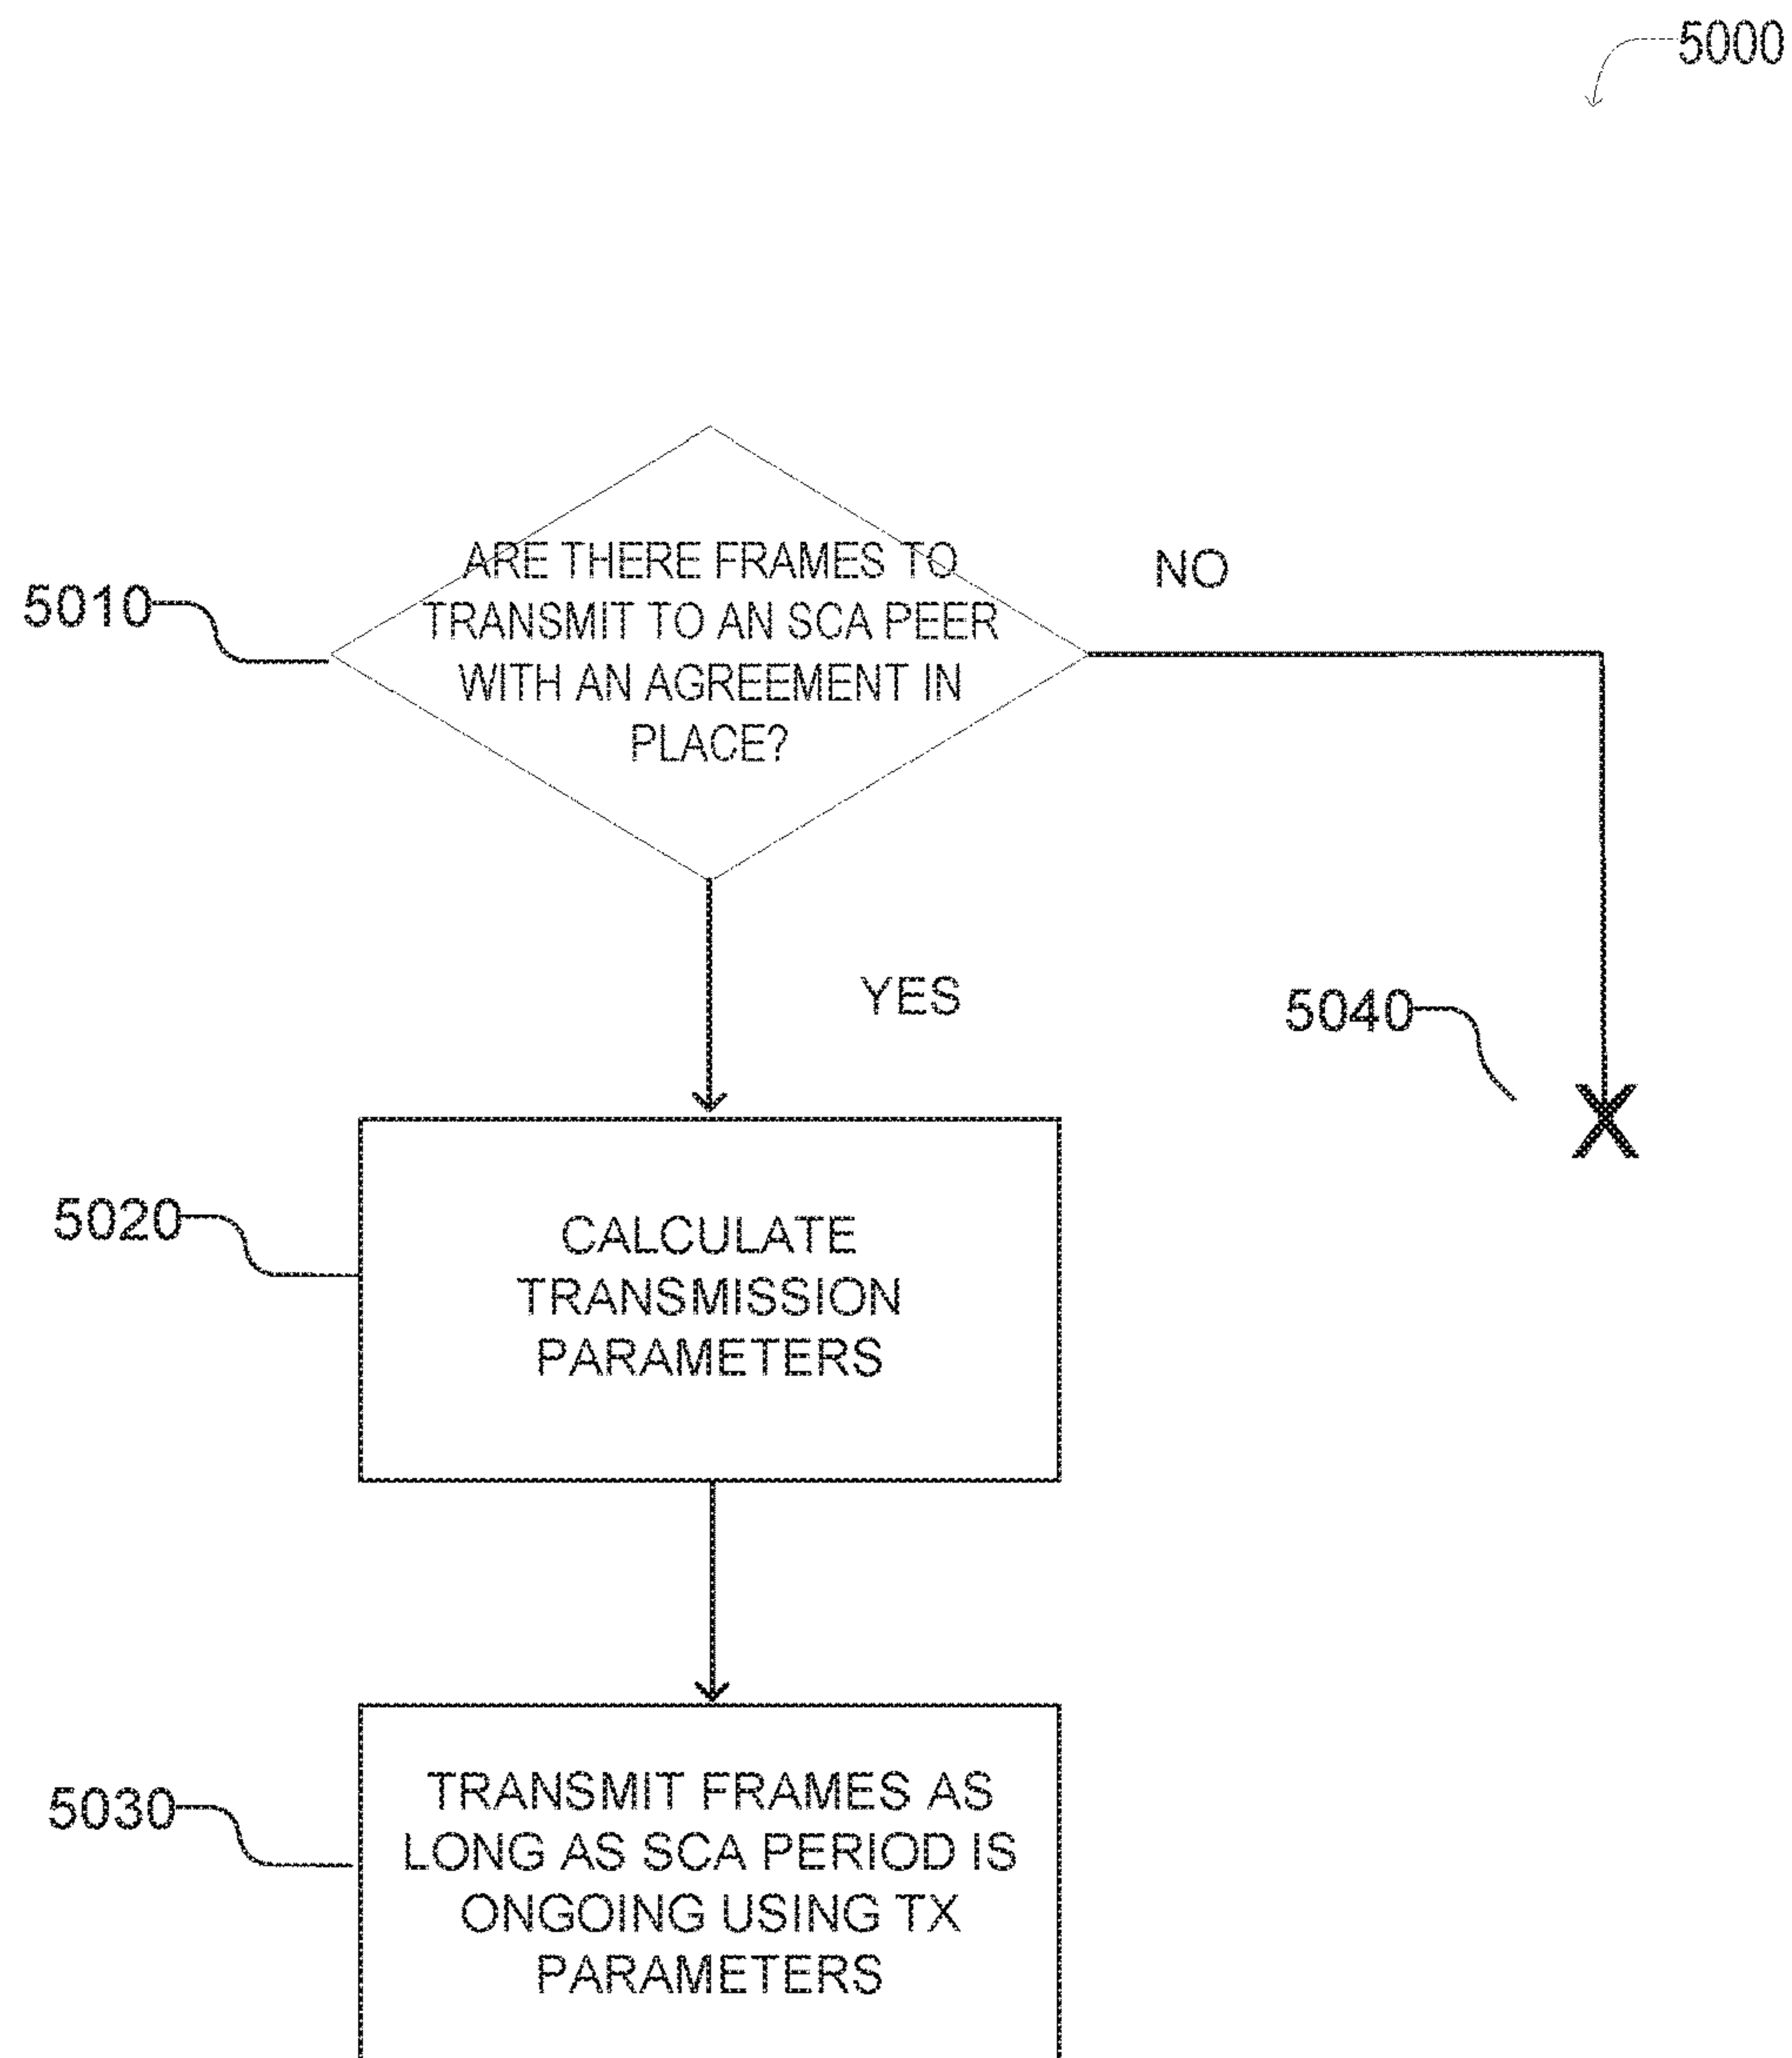 5000
ARE THERE FRAMES TO
TRANSMIT TO AN SCA PEER
WITH AN AGREEMENT IN
PLACE?
NO
5010
YES
5040
X
5020
CALCULATE
TRANSMISSION
PARAMETERS
5030
TRANSMIT FRAMES AS
LONG AS SCA PERIOD IS
ONGOING USING TX
PARAMETERS